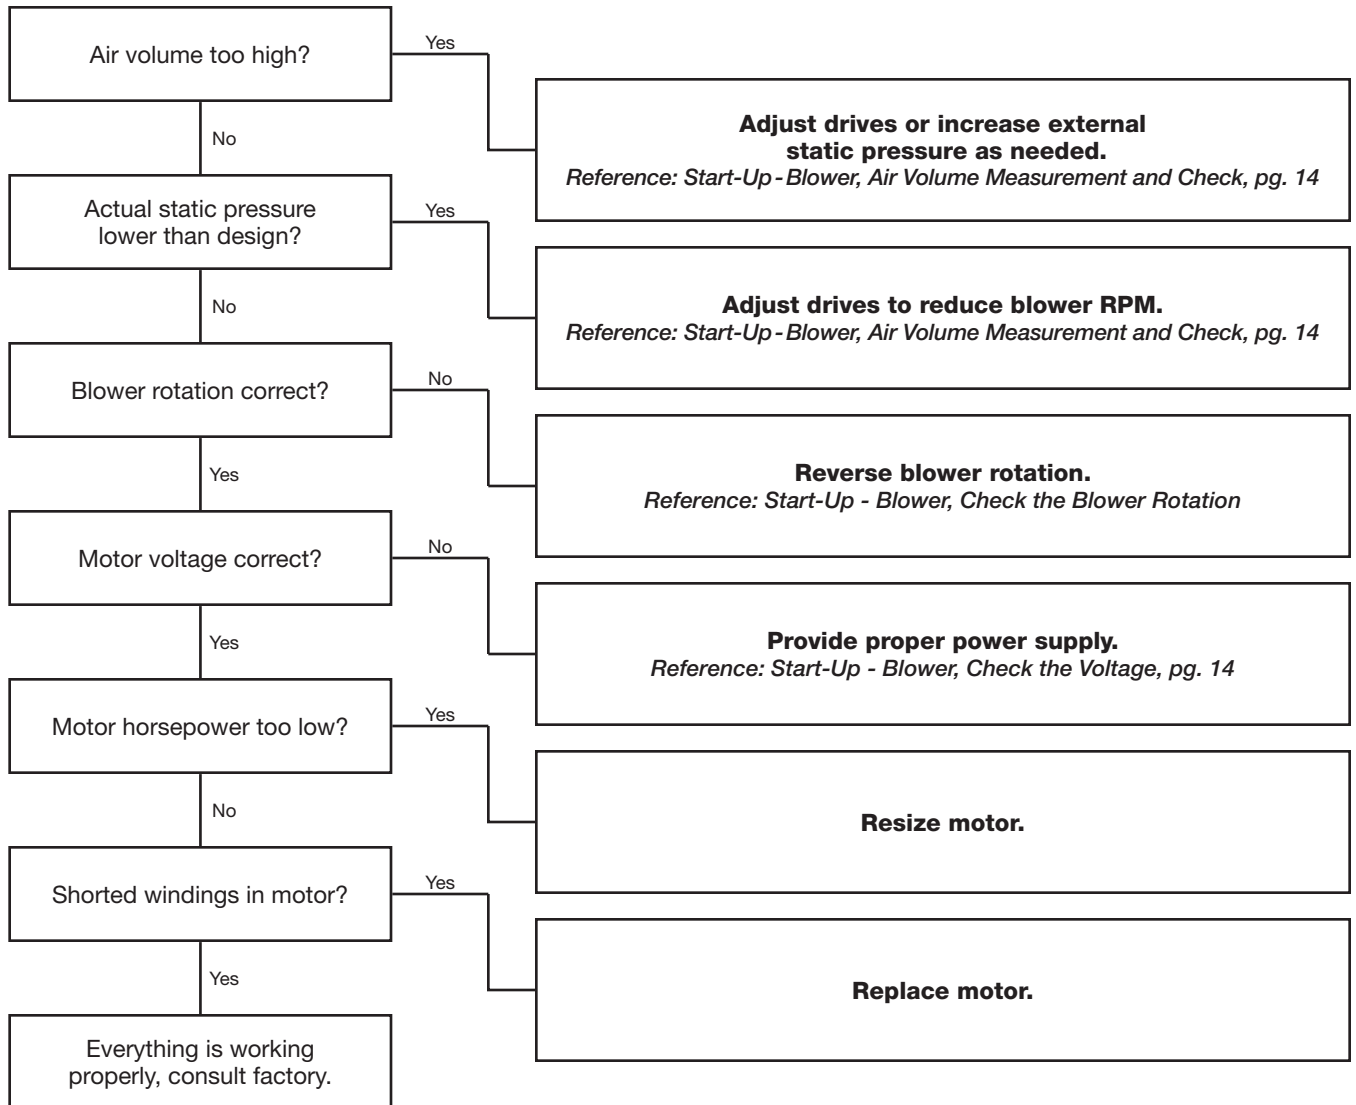 Air volume too high?
Yes
Adjust drives or increase external
static pressure as needed.
Reference: Start-Up - Blower, Air Volume Measurement and Check, pg. 14
No
Actual static pressure
lower than design?
Yes
Adjust drives to reduce blower RPM.
Reference: Start-Up - Blower, Air Volume Measurement and Check, pg. 14
No
Blower rotation correct?
No
Reverse blower rotation.
Reference: Start-Up - Blower, Check the Blower Rotation
Yes
Motor voltage correct?
No
Provide proper power supply.
Reference: Start-Up - Blower, Check the Voltage, pg. 14
Yes
Motor horsepower too low?
Yes
Resize motor.
No
Shorted windings in motor?
Yes
Replace motor.
Yes
Everything is working
properly, consult factory.